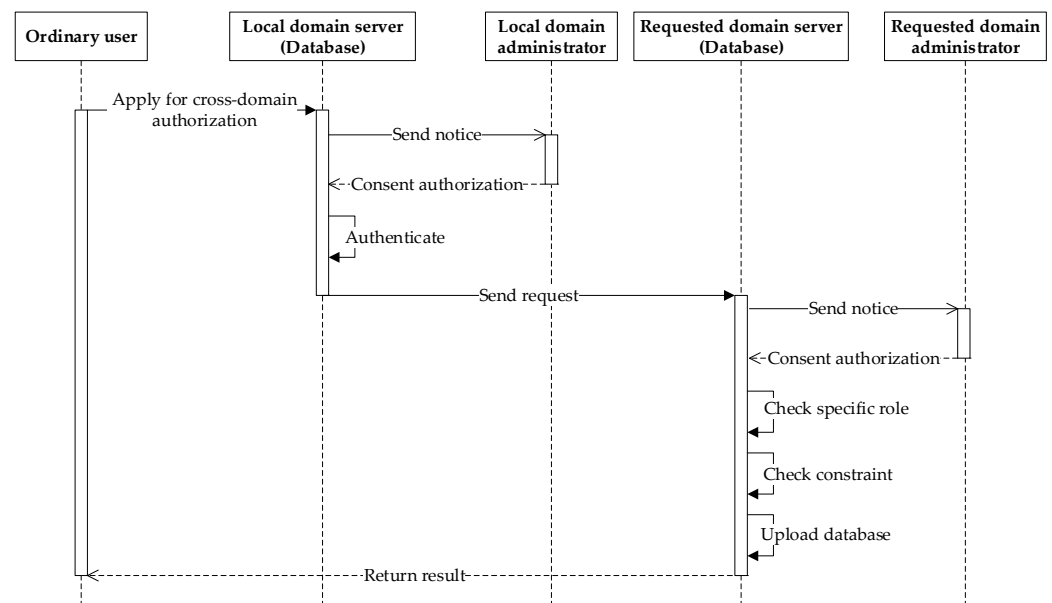 Ordinary user
Local domain server
(Database)
Local domain
administrator
Requested domain server
(Database)
Requested domain
administrator
Apply for cross-domain
authorization
Send notice
Consent authorization
Authenticate
Send request
Send notice
Consent authorization
Check specific role
Check constraint
Upload database
Return result